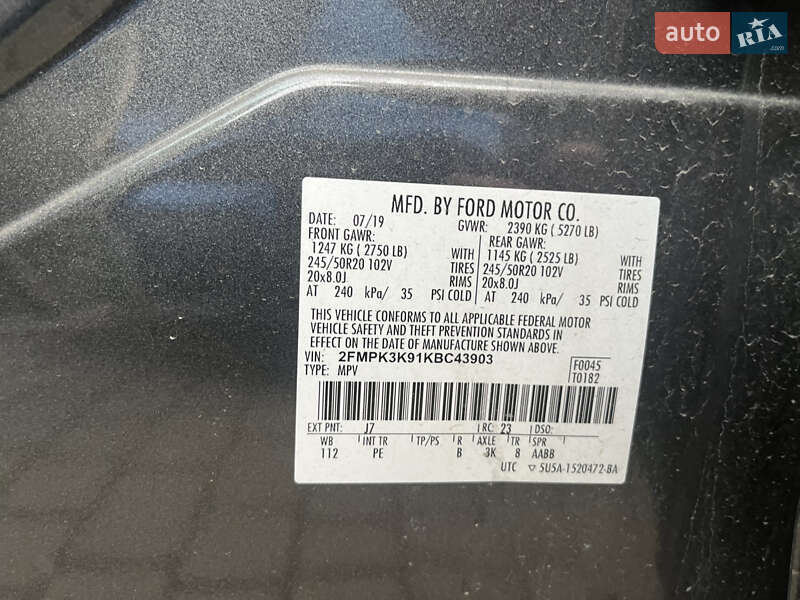 auto RIA
MFD. BY FORD MOTOR CO.
DATE: 07/19 GVWR: 2390 KG ( 5270 LB)
FRONT GAWR: REAR GAWR:
1247 KG ( 2750 LB) WITH 1145 KG ( 2525 LB) WITH
245/50R20 102V TIRES 245/50R20 102V TIRES
20x8.0J RIMS 20x8.0J RIMS
AT 240 kPa/ 35 PSI COLD AT 240 kPa/ 35 PSI COLD
THIS VEHICLE CONFORMS TO ALL APPLICABLE FEDERAL MOTOR
VEHICLE SAFETY AND THEFT PREVENTION STANDARDS IN
EFFECT ON THE DATE OF MANUFACTURE SHOWN ABOVE.
VIN: 2FMPK3K91KBC43903 F0045
TYPE: MPV T0182
EXT PNT: J7 RC: 23 DSO:
WB INT TR TP/PS R AXLE TR SPR
112 PE B 3K 8 AABB
UTC ▽ 5U5A-1520472-BA